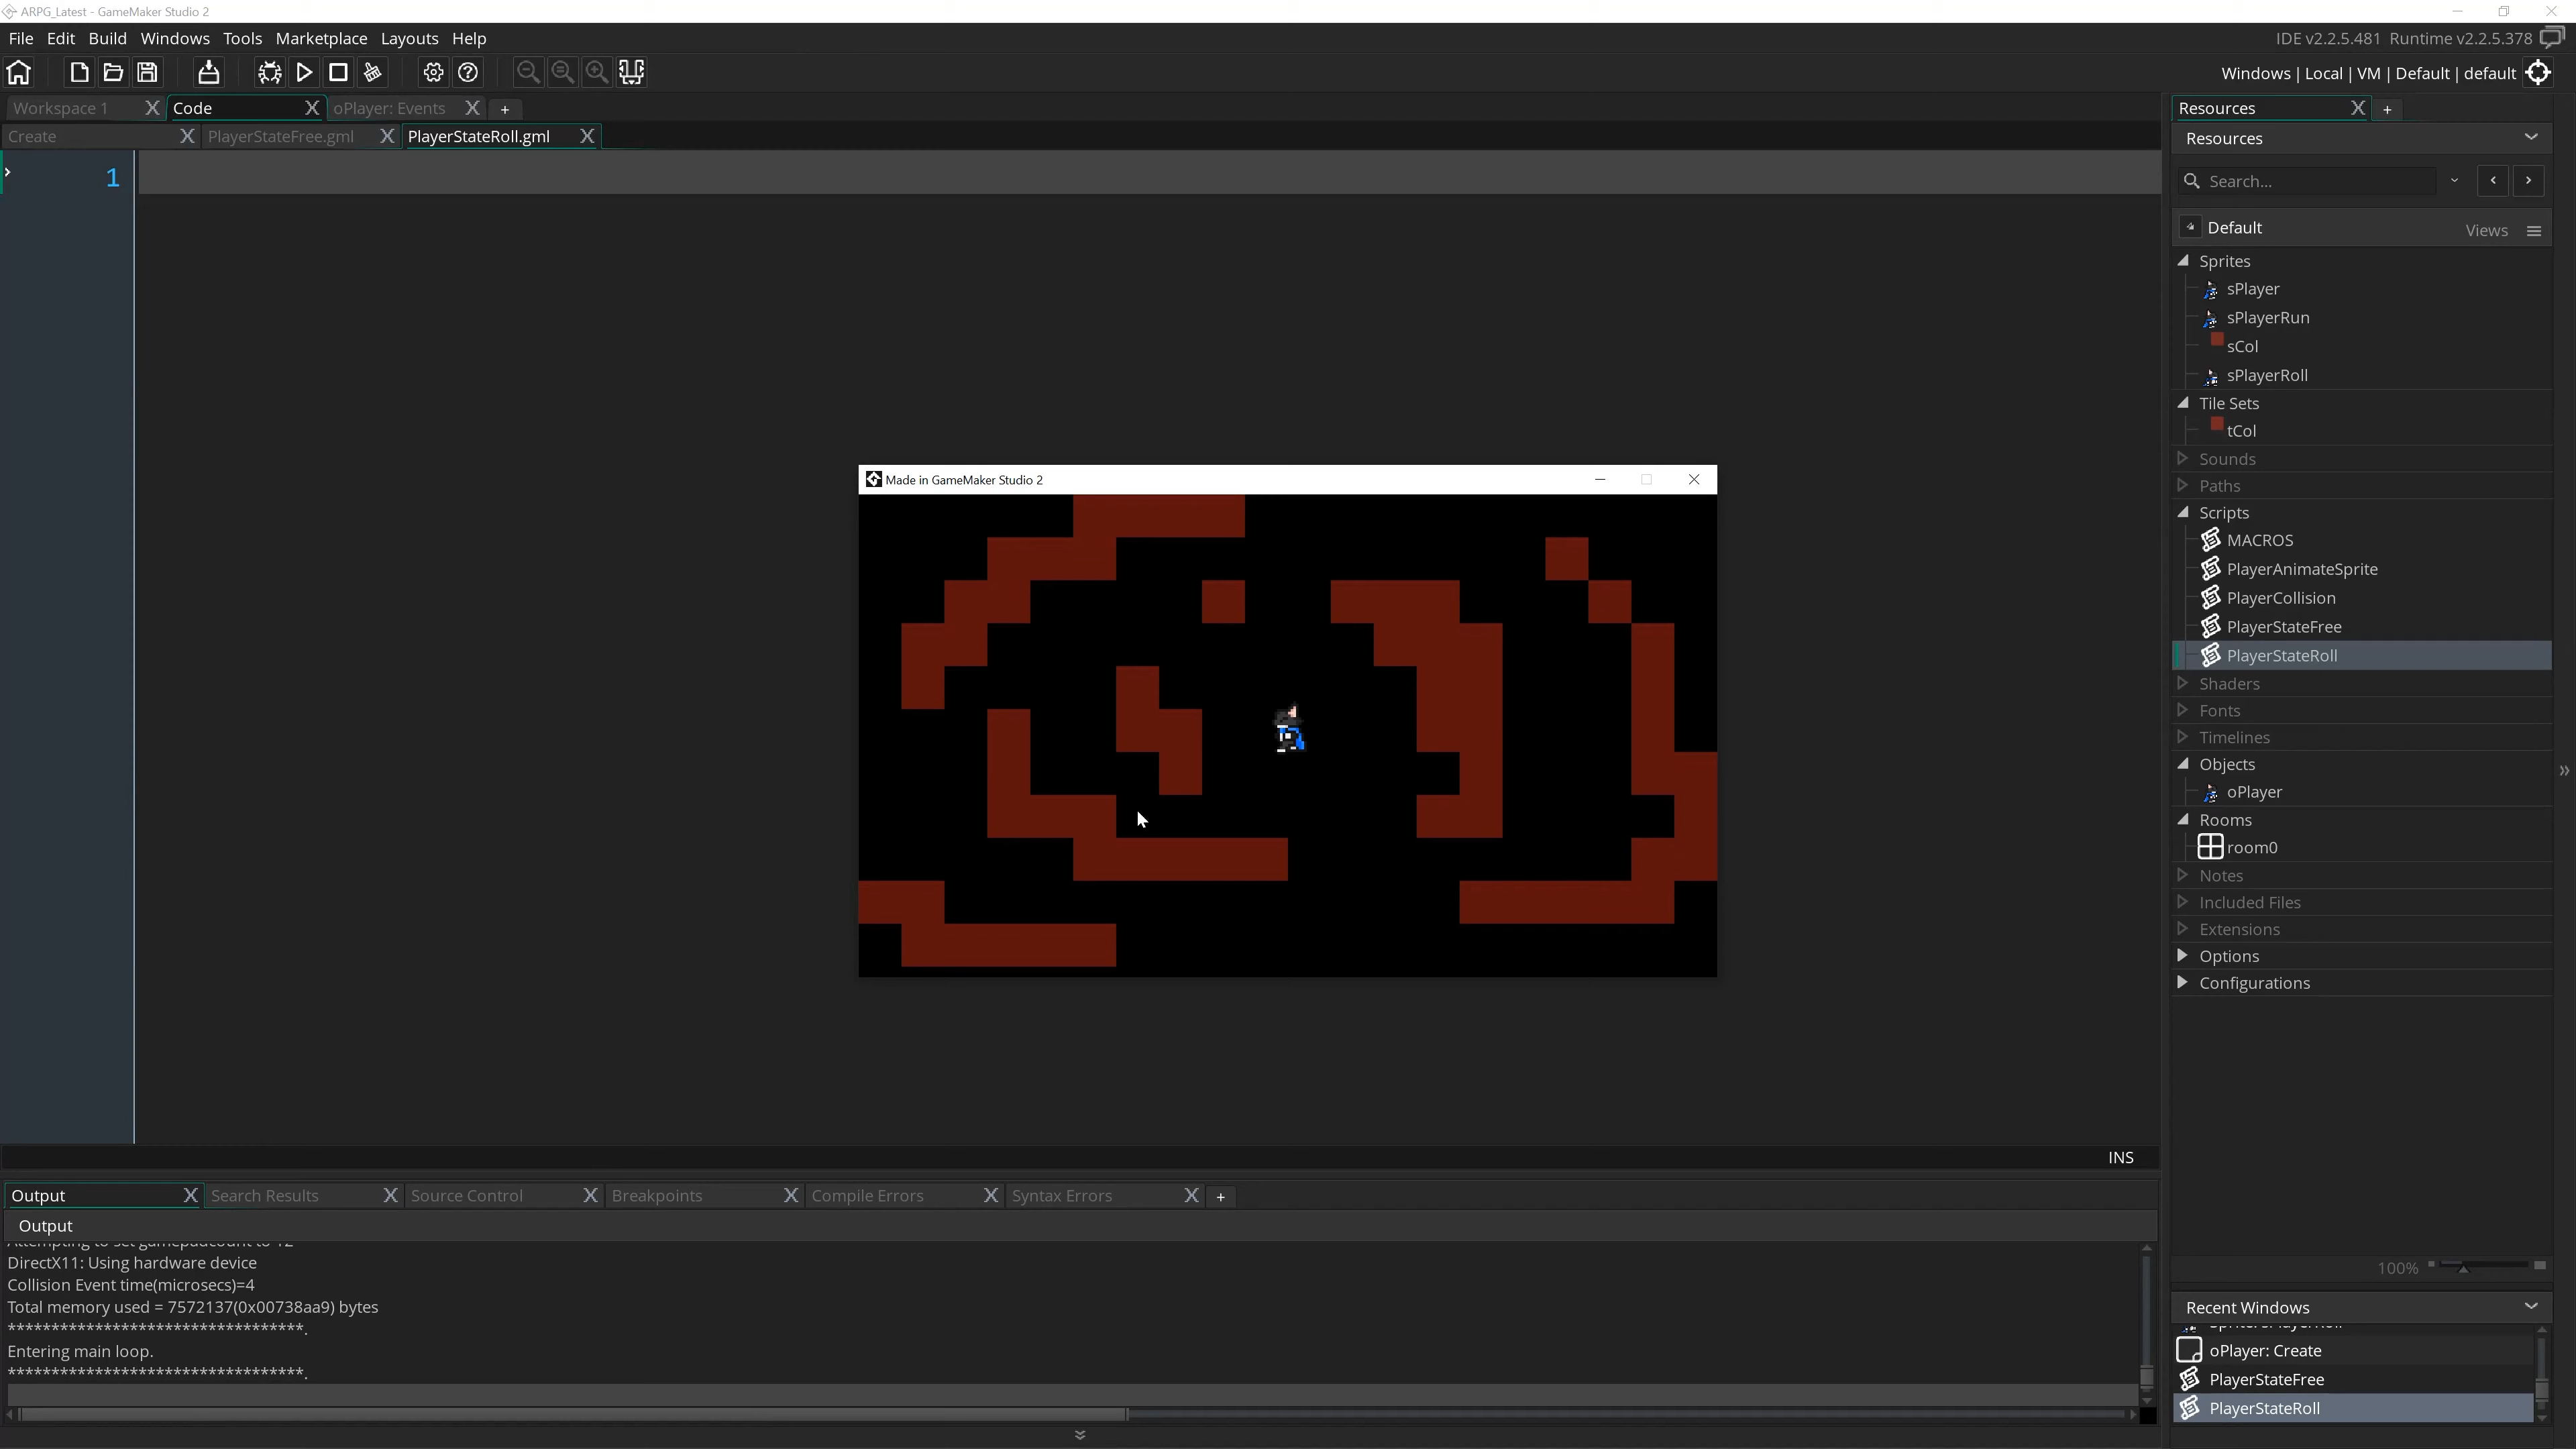 ARPG_Latest - GameMaker Studio 2
File Edit Build Windows Tools Marketplace Layouts Help
IDE v2.2.5.481 Runtime v2.2.5.378
Windows | Local | VM | Default | default
Workspace 1 X Code X oPlayer: Events X +
Create X PlayerStateFree.gml X PlayerStateRoll.gml X
1
Made in GameMaker Studio 2
INS
Output X Search Results X Source Control X Breakpoints X Compile Errors X Syntax Errors X +
Output
Attempting to set gamepadcount to 12
DirectX11: Using hardware device
Collision Event time(microsecs)=4
Total memory used = 7572137(0x00738aa9) bytes
**********************************.
Entering main loop.
**********************************.
Resources X +
Resources
Search...
Default Views
Sprites
sPlayer
sPlayerRun
sCol
sPlayerRoll
Tile Sets
tCol
Sounds
Paths
Scripts
MACROS
PlayerAnimateSprite
PlayerCollision
PlayerStateFree
PlayerStateRoll
Shaders
Fonts
Timelines
Objects
oPlayer
Rooms
room0
Notes
Included Files
Extensions
Options
Configurations
100%
Recent Windows
oPlayer: Create
PlayerStateFree
PlayerStateRoll